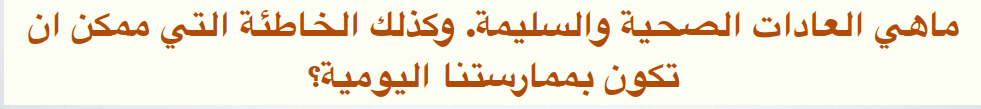 ماهي العادات الصحية والسليمة. وكذلك الخاطئة التي ممكن ان
تكون بممارستنا اليومية؟